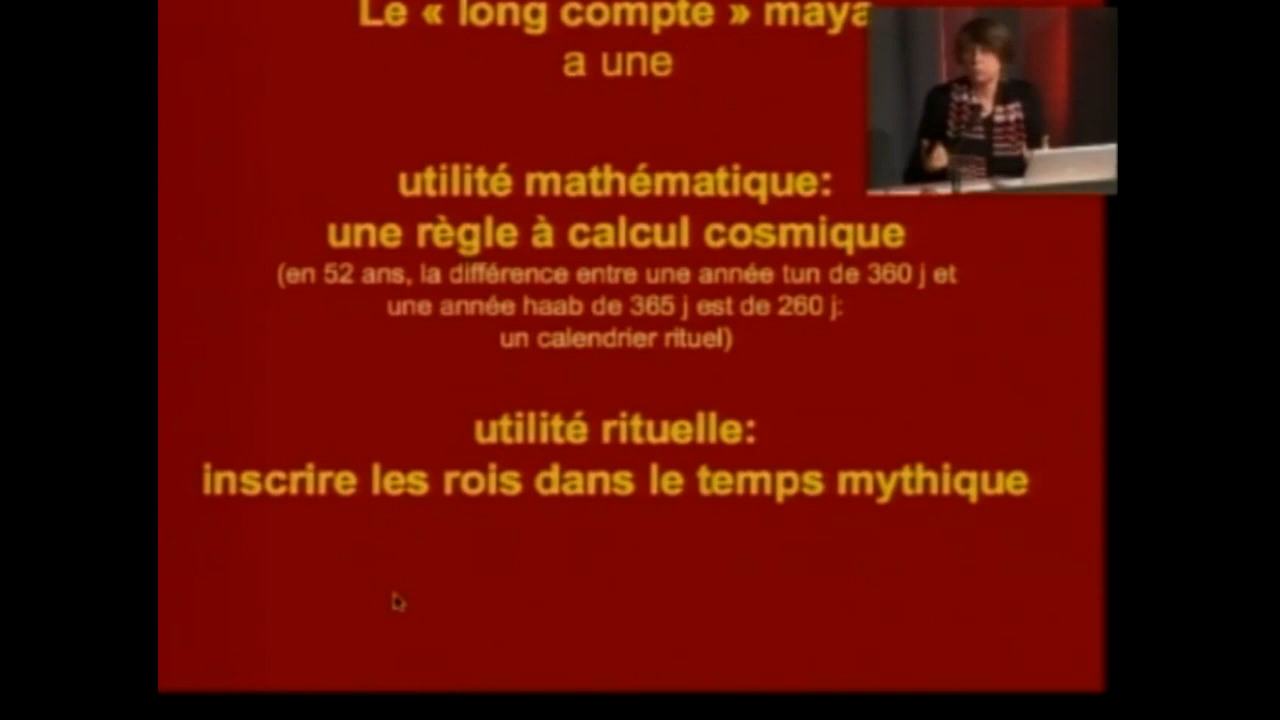 Le « long compte » maya
a une
utilité mathématique:
une règle à calcul cosmique
(en 52 ans, la différence entre une année tun de 360 j et
une année haab de 365 j est de 260 j:
un calendrier rituel)
utilité rituelle:
inscrire les rois dans le temps mythique